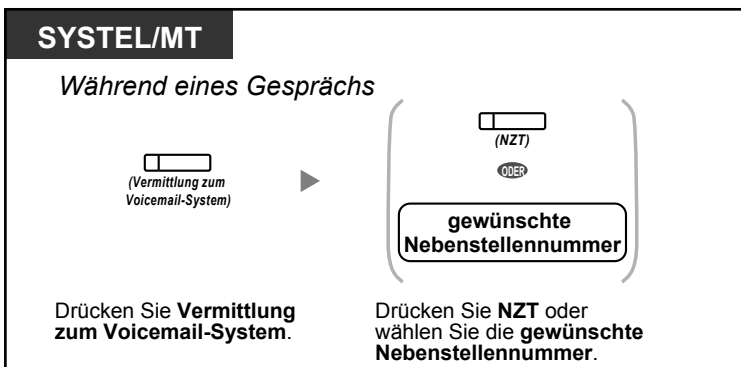 SYSTEL/MT
Während eines Gesprächs
(Vermittlung zum
Voicemail-System)
(NZT)
ODER
gewünschte
Nebenstellennummer
Drücken Sie Vermittlung
zum Voicemail-System.
Drücken Sie NZT oder
wählen Sie die gewünschte
Nebenstellennummer.